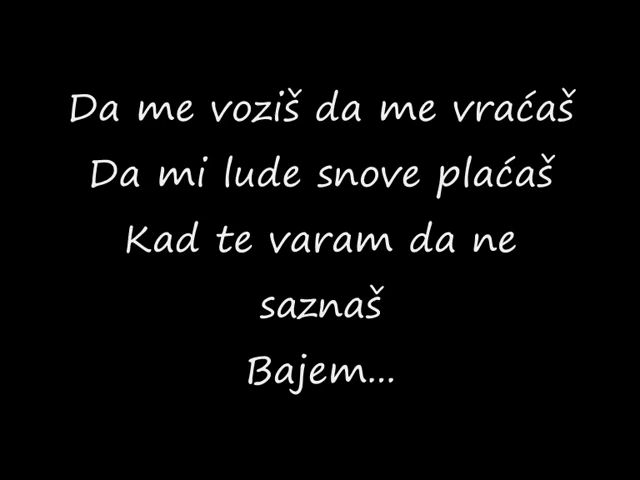 Da me voziš da me vraćaš
Da mi lude snove plaćaš
Kad te varam da ne
saznaš
Bajem...